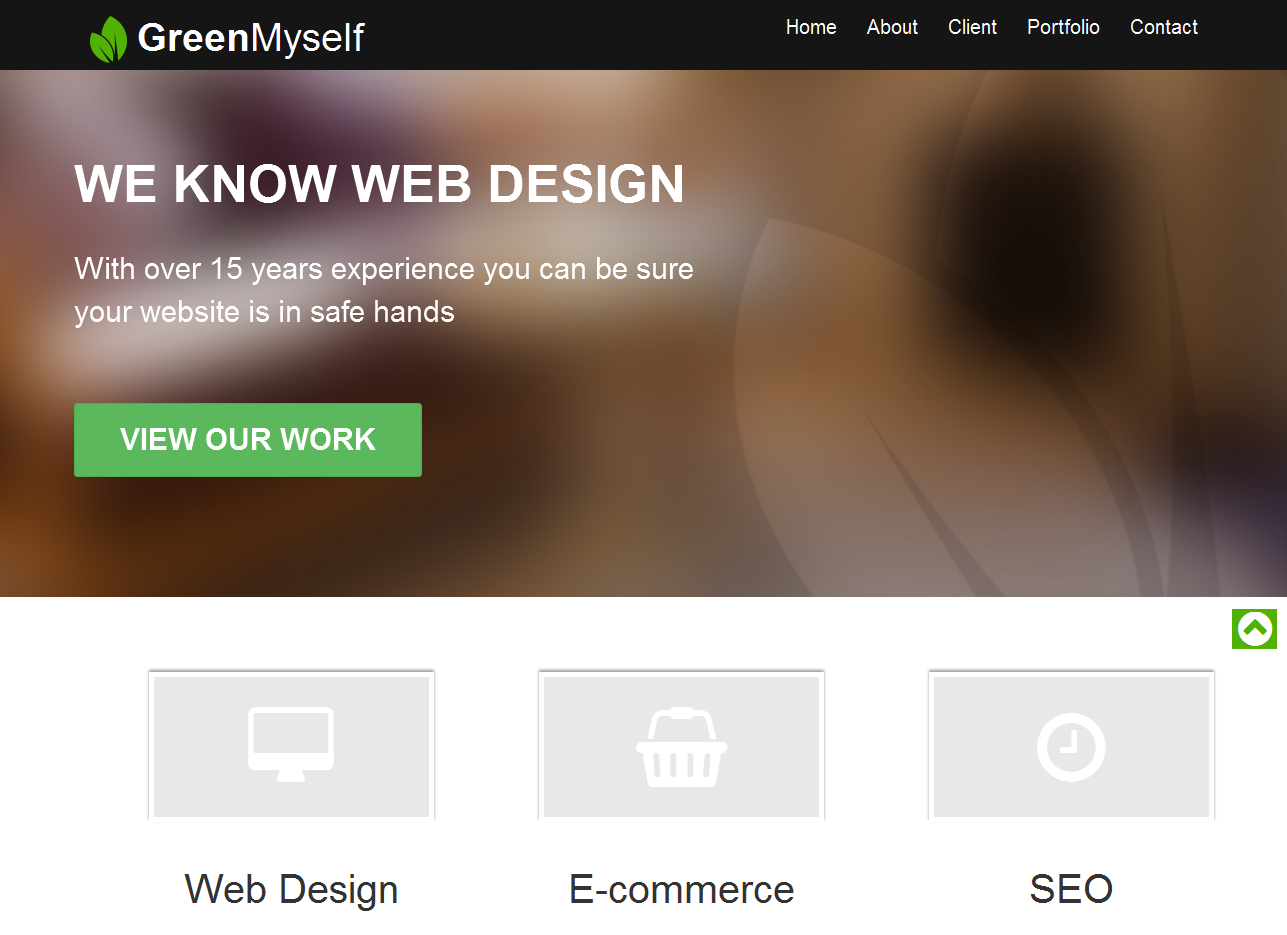 GreenMyself
Home About Client Portfolio Contact
WE KNOW WEB DESIGN
With over 15 years experience you can be sure
your website is in safe hands
VIEW OUR WORK
Web Design
E-commerce
SEO